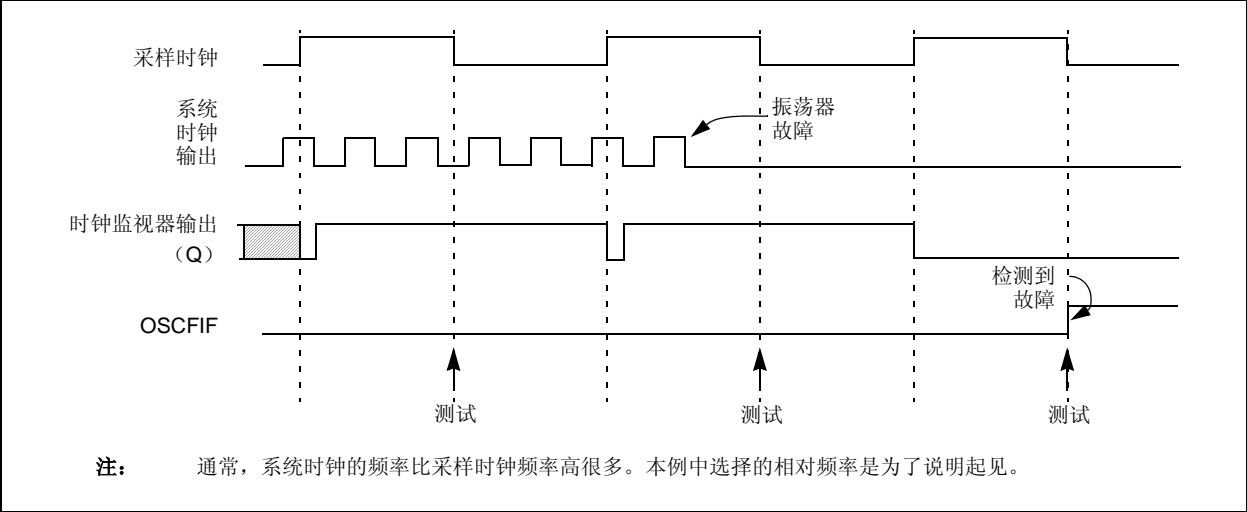 采样时钟
系统
时钟
输出
振荡器
故障
时钟监视器输出
（Q）
检测到
故障
OSCFIF
测试
测试
测试
注： 通常，系统时钟的频率比采样时钟频率高很多。本例中选择的相对频率是为了说明起见。